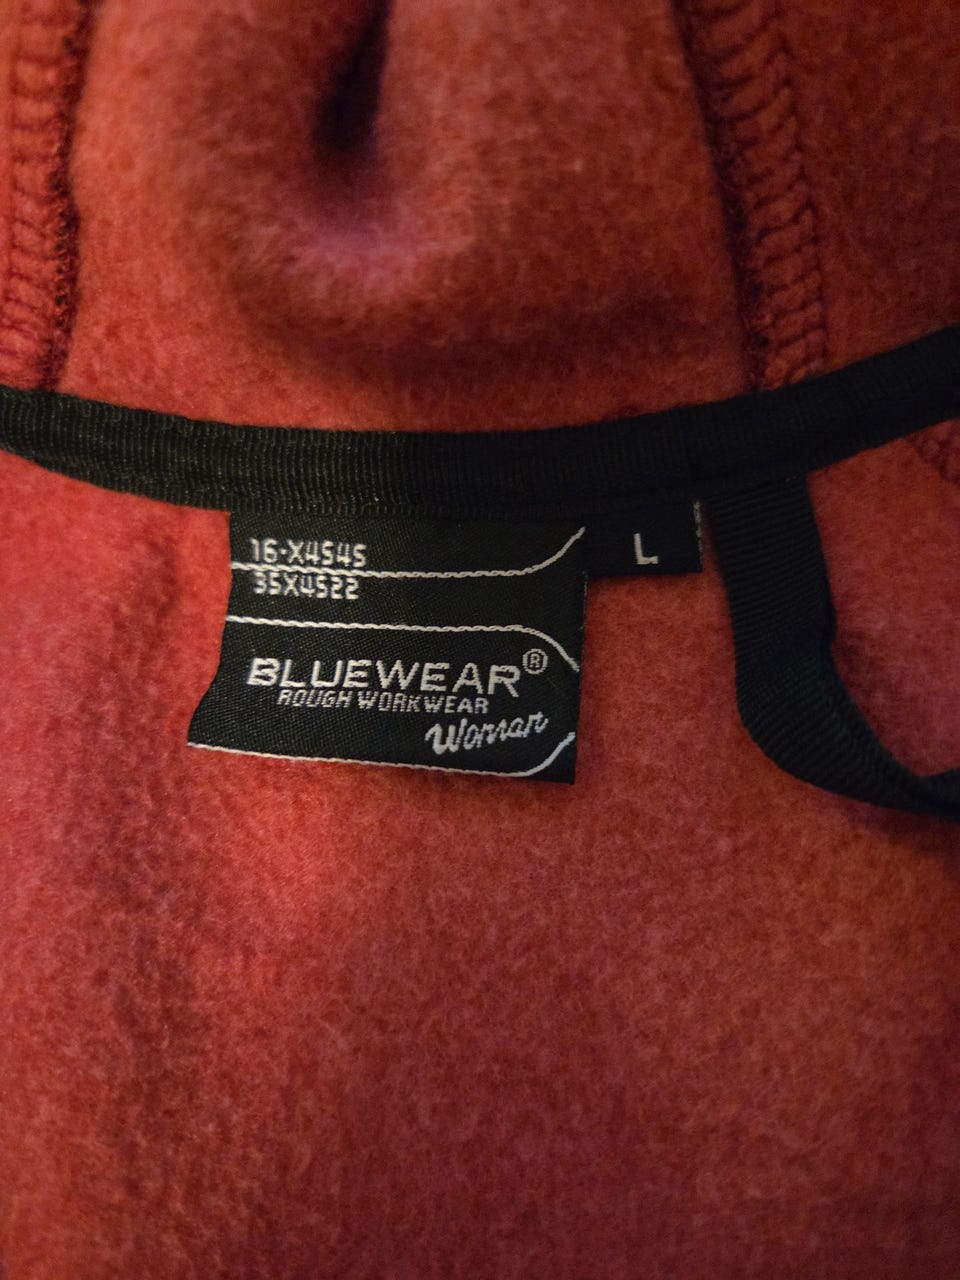 16-X4545
35X4522
L
BLUEWEAR®
ROUGH WORKWEAR
Woman